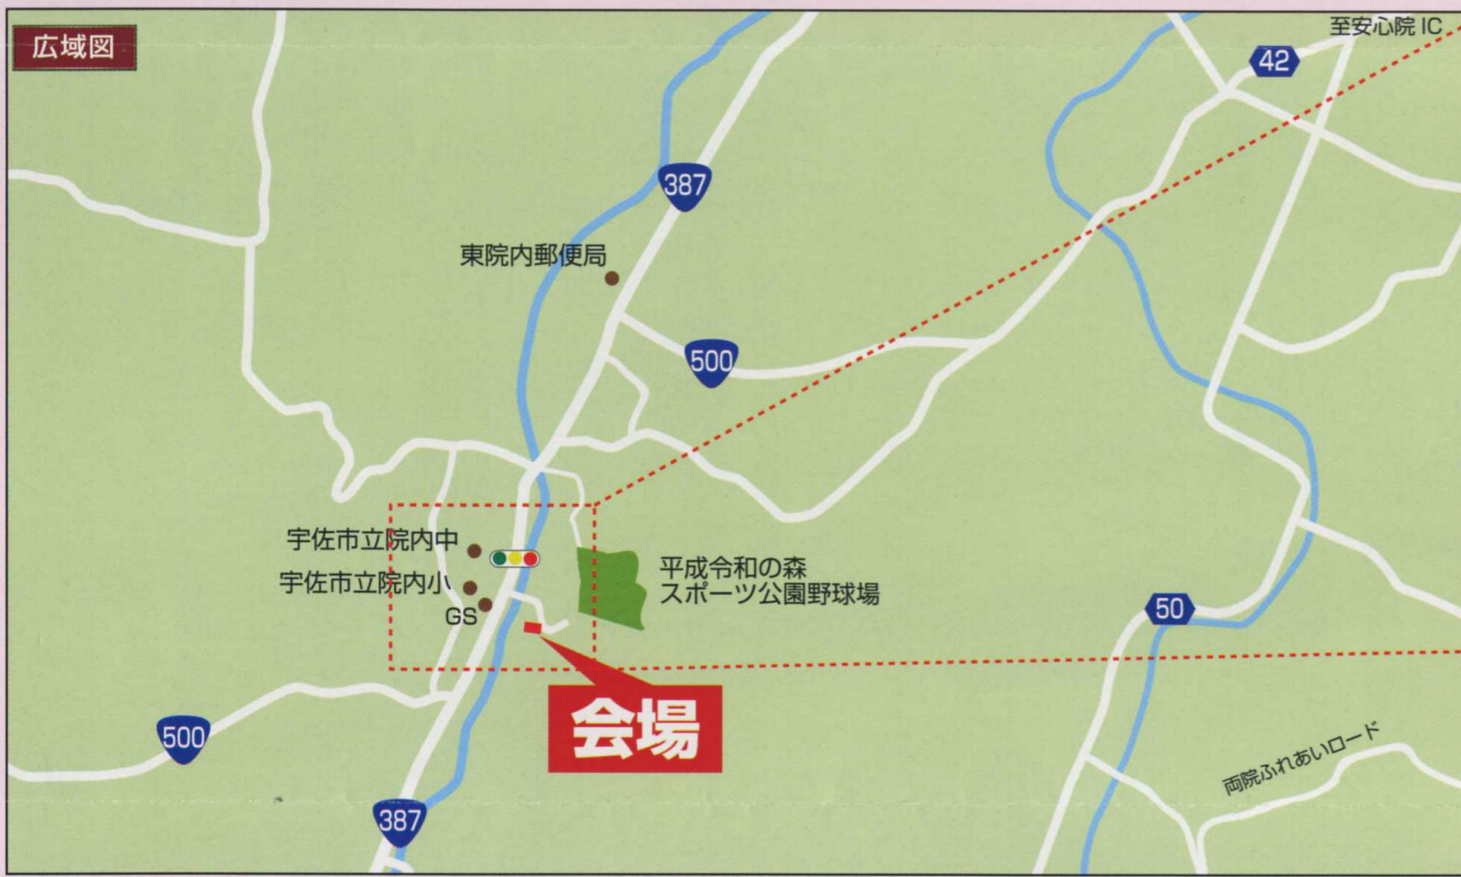 広域図
至安心院 IC
42
387
東院内郵便局
500
宇佐市立院内中
平成令和の森
スポーツ公園野球場
宇佐市立院内小
GS
50
会場
500
両院ふれあいロード
387